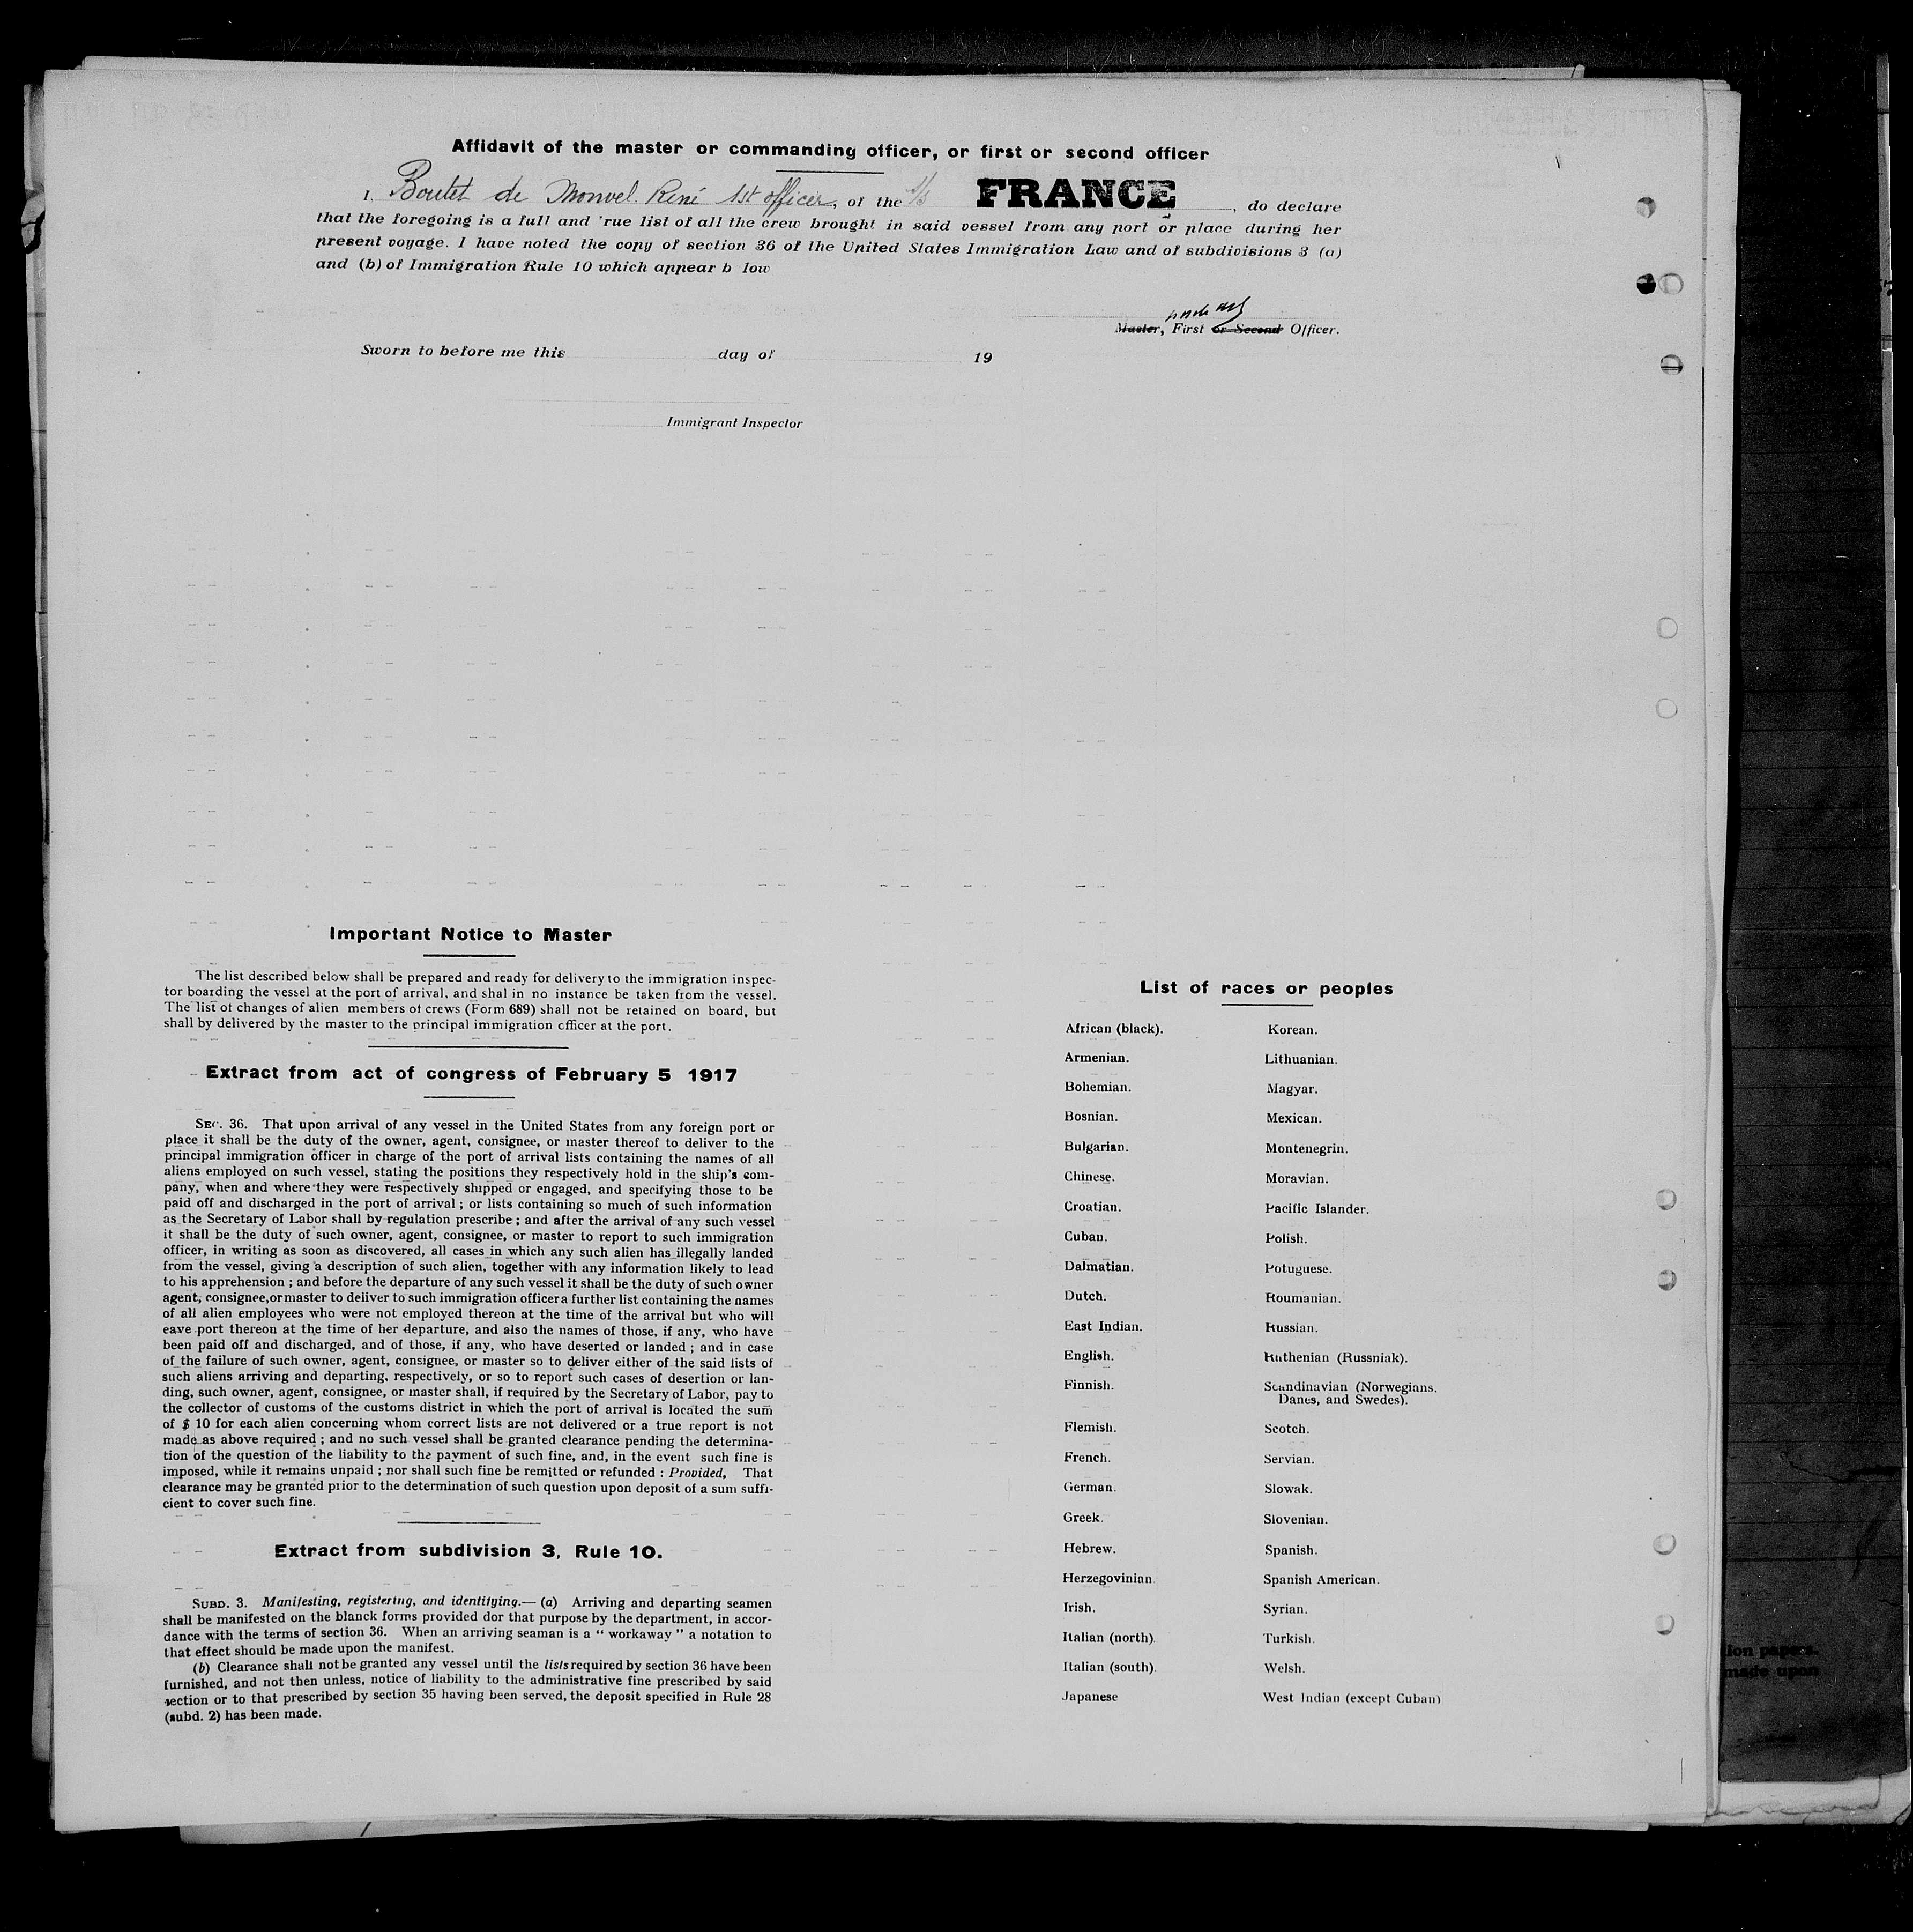 Affidavit of the master or commanding officer, or first or second officer
I, Boutet de Monvel. René 1st officer, of the S/S FRANCE, do declare
that the foregoing is a full and 'rue list of all the crew brought in said vessel from any port or place during her
present voyage. I have noted the copy of section 36 of the United States Immigration Law and of subdivisions 3 (a)
and (b) of Immigration Rule 10 which appear b low
Master, First or Second Officer.
Sworn to before me this day of 19
Immigrant Inspector
Important Notice to Master
The list described below shall be prepared and ready for delivery to the immigration inspec-
tor boarding the vessel at the port of arrival, and shal in no instance be taken from the vessel.
The list of changes of alien members of crews (Form 689) shall not be retained on board, but
shall by delivered by the master to the principal immigration officer at the port.
Extract from act of congress of February 5 1917
SEC. 36. That upon arrival of any vessel in the United States from any foreign port or
place it shall be the duty of the owner, agent, consignee, or master thereof to deliver to the
principal immigration officer in charge of the port of arrival lists containing the names of all
aliens employed on such vessel, stating the positions they respectively hold in the ship's com-
pany, when and where they were respectively shipped or engaged, and specifying those to be
paid off and discharged in the port of arrival ; or lists containing so much of such information
as the Secretary of Labor shall by regulation prescribe ; and after the arrival of any such vessel
it shall be the duty of such owner, agent, consignee, or master to report to such immigration
officer, in writing as soon as discovered, all cases in which any such alien has illegally landed
from the vessel, giving a description of such alien, together with any information likely to lead
to his apprehension ; and before the departure of any such vessel it shall be the duty of such owner
agent, consignee, or master to deliver to such immigration officer a further list containing the names
of all alien employees who were not employed thereon at the time of the arrival but who will
eave port thereon at the time of her departure, and also the names of those, if any, who have
been paid off and discharged, and of those, if any, who have deserted or landed ; and in case
of the failure of such owner, agent, consignee, or master so to deliver either of the said lists of
such aliens arriving and departing, respectively, or so to report such cases of desertion or lan-
ding, such owner, agent, consignee, or master shall, if required by the Secretary of Labor, pay to
the collector of customs of the customs district in which the port of arrival is located the sum
of $ 10 for each alien concerning whom correct lists are not delivered or a true report is not
made as above required ; and no such vessel shall be granted clearance pending the determina-
tion of the question of the liability to the payment of such fine, and, in the event such fine is
imposed, while it remains unpaid ; nor shall such fine be remitted or refunded : Provided, That
clearance may be granted prior to the determination of such question upon deposit of a sum suffi-
cient to cover such fine.
Extract from subdivision 3, Rule 10.
SUBD. 3. Manifesting, registering, and identifying.— (a) Arriving and departing seamen
shall be manifested on the blanck forms provided dor that purpose by the department, in accor-
dance with the terms of section 36. When an arriving seaman is a “ workaway ” a notation to
that effect should be made upon the manifest.
(b) Clearance shall not be granted any vessel until the lists required by section 36 have been
furnished, and not then unless, notice of liability to the administrative fine prescribed by said
section or to that prescribed by section 35 having been served, the deposit specified in Rule 28
(subd. 2) has been made.
List of races or peoples
African (black). Korean.
Armenian. Lithuanian.
Bohemian. Magyar.
Bosnian. Mexican.
Bulgarian. Montenegrin.
Chinese. Moravian.
Croatian. Pacific Islander.
Cuban. Polish.
Dalmatian. Potuguese.
Dutch. Roumanian.
East Indian. Russian.
English. Ruthenian (Russniak).
Finnish. Scandinavian (Norwegians,
Danes, and Swedes).
Flemish. Scotch.
French. Servian.
German. Slowak.
Greek. Slovenian.
Hebrew. Spanish.
Herzegovinian. Spanish American.
Irish. Syrian.
Italian (north). Turkish.
Italian (south). Welsh.
Japanese West Indian (except Cuban)
ion papers.
made upon